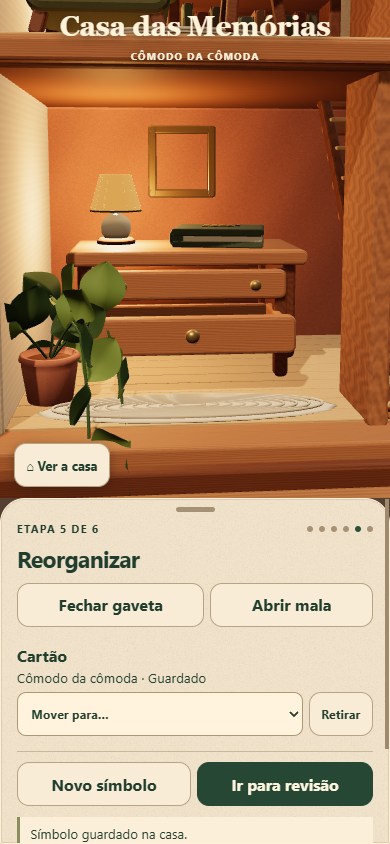 Casa das Memórias
CÔMODO DA CÔMODA
⌂ Ver a casa
ETAPA 5 DE 6
Reorganizar
Fechar gaveta
Abrir mala
Cartão
Cômodo da cômoda · Guardado
Mover para...
Retirar
Novo símbolo
Ir para revisão
Símbolo guardado na casa.